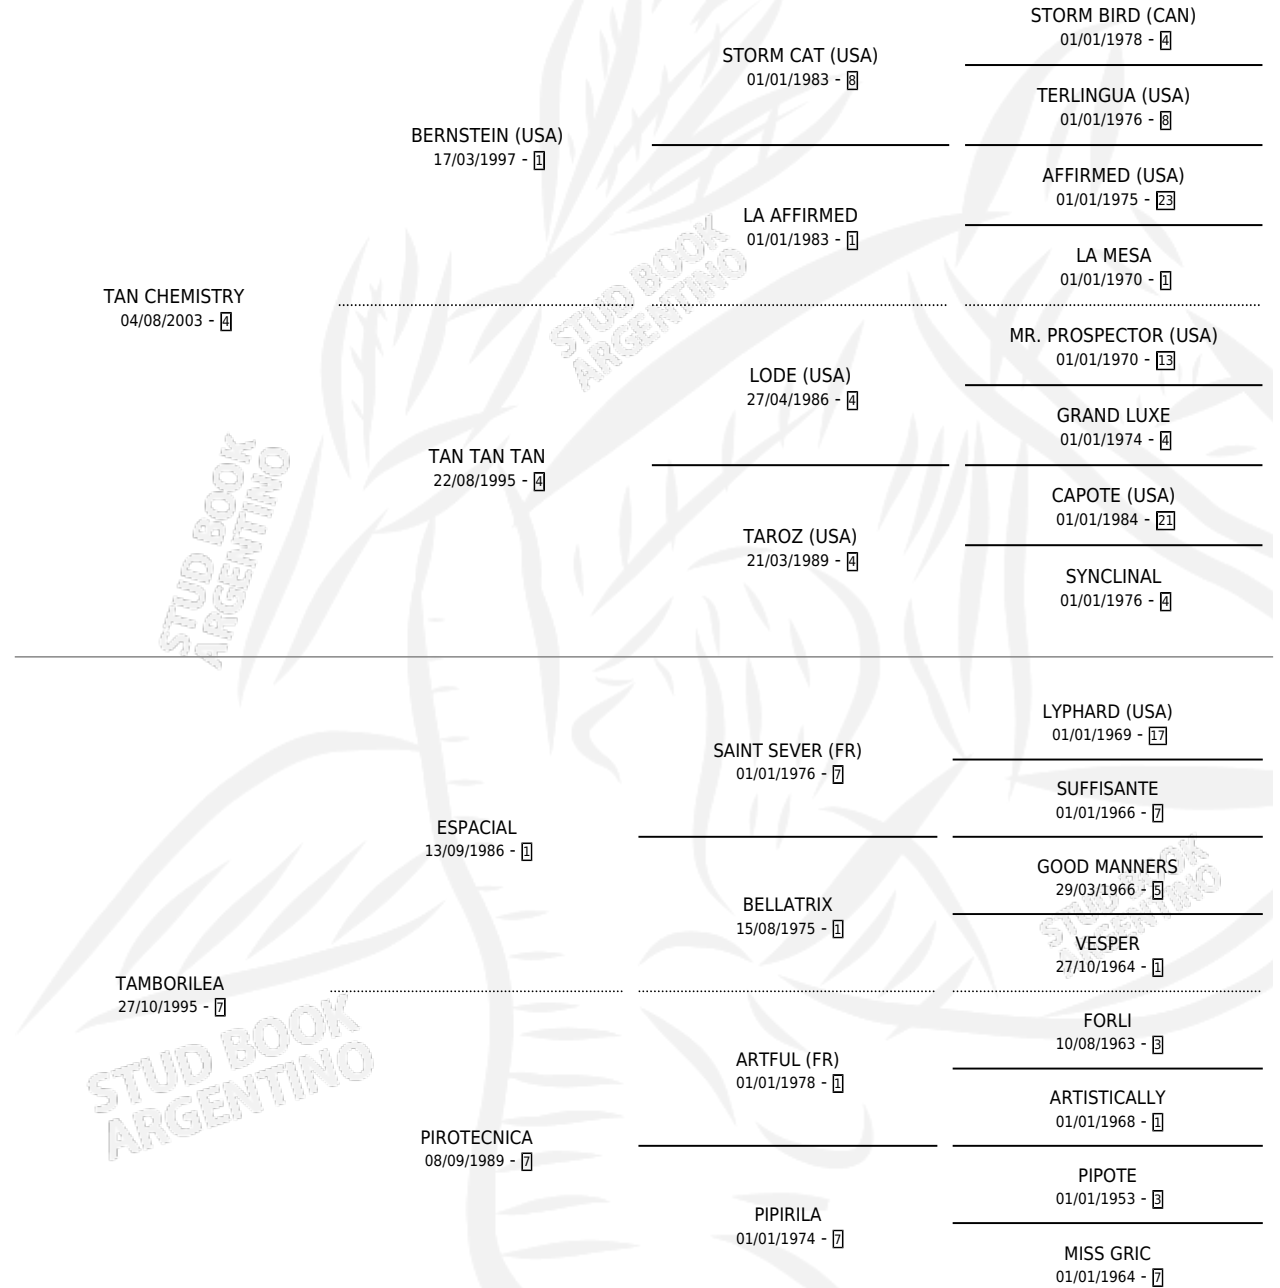 STORM BIRD (CAN)
01/01/1978 - 4
STORM CAT (USA)
01/01/1983 - 8
TERLINGUA (USA)
01/01/1976 - 8
BERNSTEIN (USA)
17/03/1997 - 1
AFFIRMED (USA)
01/01/1975 - 23
LA AFFIRMED
01/01/1983 - 1
LA MESA
01/01/1970 - 1
TAN CHEMISTRY
04/08/2003 - 4
STUD BOOK
ARGENTINO
MR. PROSPECTOR (USA)
01/01/1970 - 13
LODE (USA)
27/04/1986 - 4
GRAND LUXE
01/01/1974 - 4
TAN TAN TAN
22/08/1995 - 4
CAPOTE (USA)
01/01/1984 - 21
TAROZ (USA)
21/03/1989 - 4
SYNCLINAL
01/01/1976 - 4
STUD BOOK
ARGENTINO
LYPHARD (USA)
01/01/1969 - 17
SAINT SEVER (FR)
01/01/1976 - 7
SUFFISANTE
01/01/1966 - 7
ESPACIAL
13/09/1986 - 1
GOOD MANNERS
29/03/1966 - 5
BELLATRIX
15/08/1975 - 1
VESPER
27/10/1964 - 1
STUD BOOK
ARGENTINO
TAMBORILEA
27/10/1995 - 7
STUD BOOK
ARGENTINO
FORLI
10/08/1963 - 3
ARTFUL (FR)
01/01/1978 - 1
ARTISTICALLY
01/01/1968 - 1
PIROTECNICA
08/09/1989 - 7
PIPOTE
01/01/1953 - 3
PIPIRILA
01/01/1974 - 7
MISS GRIC
01/01/1964 - 7